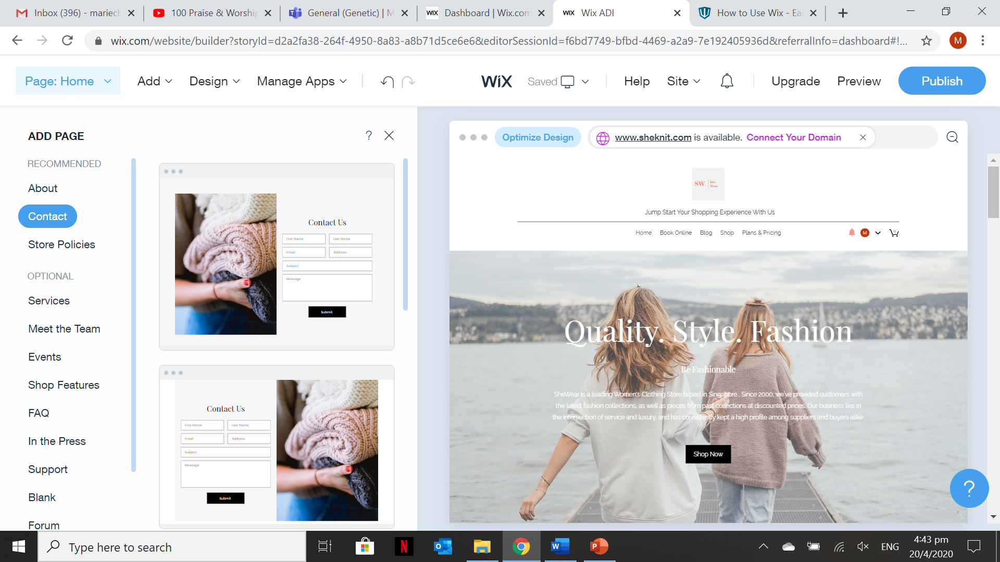 Inbox (396) - mariech
100 Praise & Worship
General (Genetic) | M
WIX Dashboard | Wix.com
WIX Wix ADI
How to Use Wix - Eas
wix.com/website/builder?storyId=d2a2fa38-264f-4950-8a83-a8b71d5ce6e6&editorSessionId=f6bd7749-bfbd-4469-a2a9-7e192405936d&referralInfo=dashboard#!...
M
Page: Home
Add
Design
Manage Apps
WiX
Saved
Help
Site
Upgrade
Preview
Publish
ADD PAGE
?
RECOMMENDED
About
Contact
Store Policies
OPTIONAL
Services
Meet the Team
Events
Shop Features
FAQ
In the Press
Support
Blank
Forum
Contact Us
First Name Last Name
Email Address
Subject
Message
Submit
Contact Us
First Name Last Name
Email Address
Subject
Message
Submit
Optimize Design
www.sheknit.com is available. Connect Your Domain
SW. She
Wear
Jump Start Your Shopping Experience With Us
Home Book Online Blog Shop Plans & Pricing
M
0
Quality. Style. Fashion
Be Fashionable
SheWear is a leading Women's Clothing Store based in Singapore . Since 2000, we've provided customers with
the latest fashion collections, as well as pieces from past collections at discounted prices. Our business lies in
the intersection of service and luxury, and has consistently kept a high profile among suppliers and buyers alike.
Shop Now
?
Type here to search
N
O
W
P
ENG
4:43 pm
20/4/2020